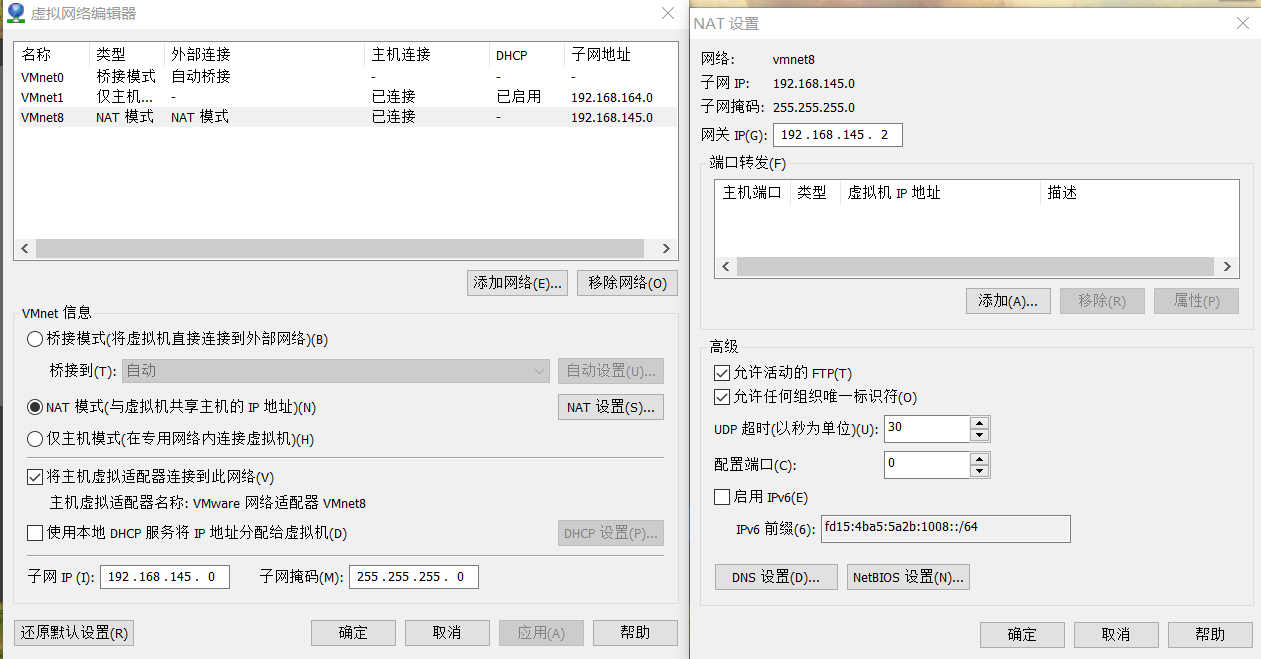 虚拟网络编辑器
名称 类型 外部连接 主机连接 DHCP 子网地址
VMnet0 桥接模式 自动桥接 - - -
VMnet1 仅主机... - 已连接 已启用 192.168.164.0
VMnet8 NAT 模式 NAT 模式 已连接 - 192.168.145.0
添加网络(E)... 移除网络(O)
VMnet 信息
桥接模式(将虚拟机直接连接到外部网络)(B)
桥接到(T): 自动 自动设置(U)...
NAT 模式(与虚拟机共享主机的 IP 地址)(N) NAT 设置(S)...
仅主机模式(在专用网络内连接虚拟机)(H)
将主机虚拟适配器连接到此网络(V)
主机虚拟适配器名称: VMware 网络适配器 VMnet8
使用本地 DHCP 服务将 IP 地址分配给虚拟机(D) DHCP 设置(P)...
子网 IP (I): 192.168.145. 0 子网掩码(M): 255.255.255. 0
还原默认设置(R) 确定 取消 应用(A) 帮助
NAT 设置
网络: vmnet8
子网 IP: 192.168.145.0
子网掩码: 255.255.255.0
网关 IP(G): 192.168.145. 2
端口转发(F)
主机端口 类型 虚拟机 IP 地址 描述
添加(A)... 移除(R) 属性(P)
高级
允许活动的 FTP(T)
允许任何组织唯一标识符(O)
UDP 超时(以秒为单位)(U): 30
配置端口(C): 0
启用 IPv6(E)
IPv6 前缀(6): fd15:4ba5:5a2b:1008::/64
DNS 设置(D)... NetBIOS 设置(N)...
确定 取消 帮助